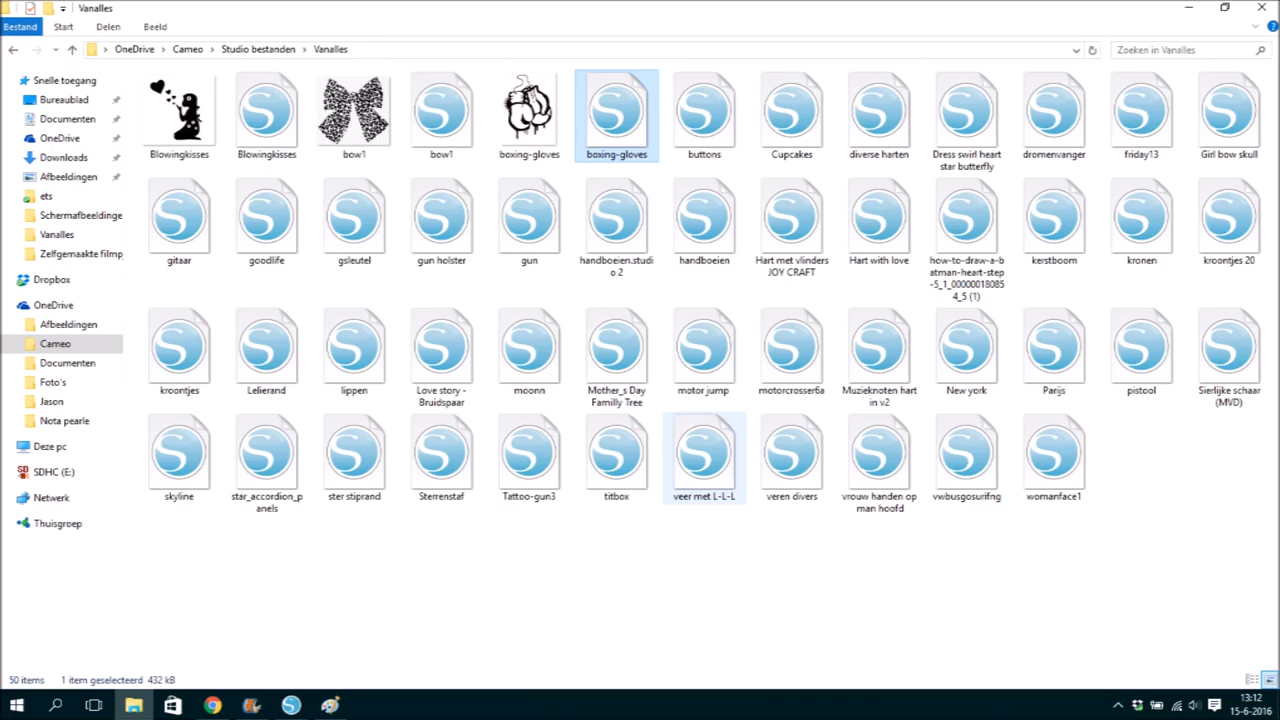 Vanalles
Bestand Start Delen Beeld
OneDrive Cameo Studio bestanden Vanalles Zoeken in Vanalles
Snelle toegang
Bureaublad
Documenten
OneDrive
Downloads
Afbeeldingen
ets
Schermafbeeldinge
Vanalles
Zelfgemaakte filmp
Dropbox
OneDrive
Afbeeldingen
Cameo
Documenten
Foto's
Jason
Nota pearle
Deze pc
SDHC (E:)
Netwerk
Thuisgroep
Blowingkisses
Blowingkisses
bow1
bow1
boxing-gloves
boxing-gloves
buttons
Cupcakes
diverse harten
Dress swirl heart
star butterfly
dromenvanger
friday13
Girl bow skull
gitaar
goodlife
gsleutel
gun holster
gun
handboeien.studi
o 2
handboeien
Hart met vlinders
JOY CRAFT
Hart with love
how-to-draw-a-b
atman-heart-step
-5_1_00000018085
4_5 (1)
kerstboom
kronen
kroontjes 20
kroontjes
Lelierand
lippen
Love story -
Bruidspaar
moonn
Mother_s Day
Familly Tree
motor jump
motorcrosser6a
Muzieknoten hart
in v2
New york
Parijs
pistool
Sierlijke schaar
(MVD)
skyline
star_accordion_p
anels
ster stiprand
Sterrenstaf
Tattoo-gun3
titbox
veer met L-L-L
veren divers
vrouw handen op
man hoofd
vwbusgosurifng
womanface1
50 items 1 item geselecteerd 432 kB
13:12
15-6-2016